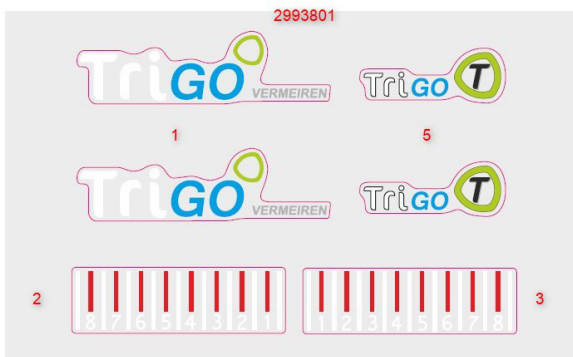 2993801
TriGO
VERMEIREN
TriGO T
1
5
TriGO
VERMEIREN
TriGO T
2
8 7 6 5 4 3 2 1
1 2 3 4 5 6 7 8
3